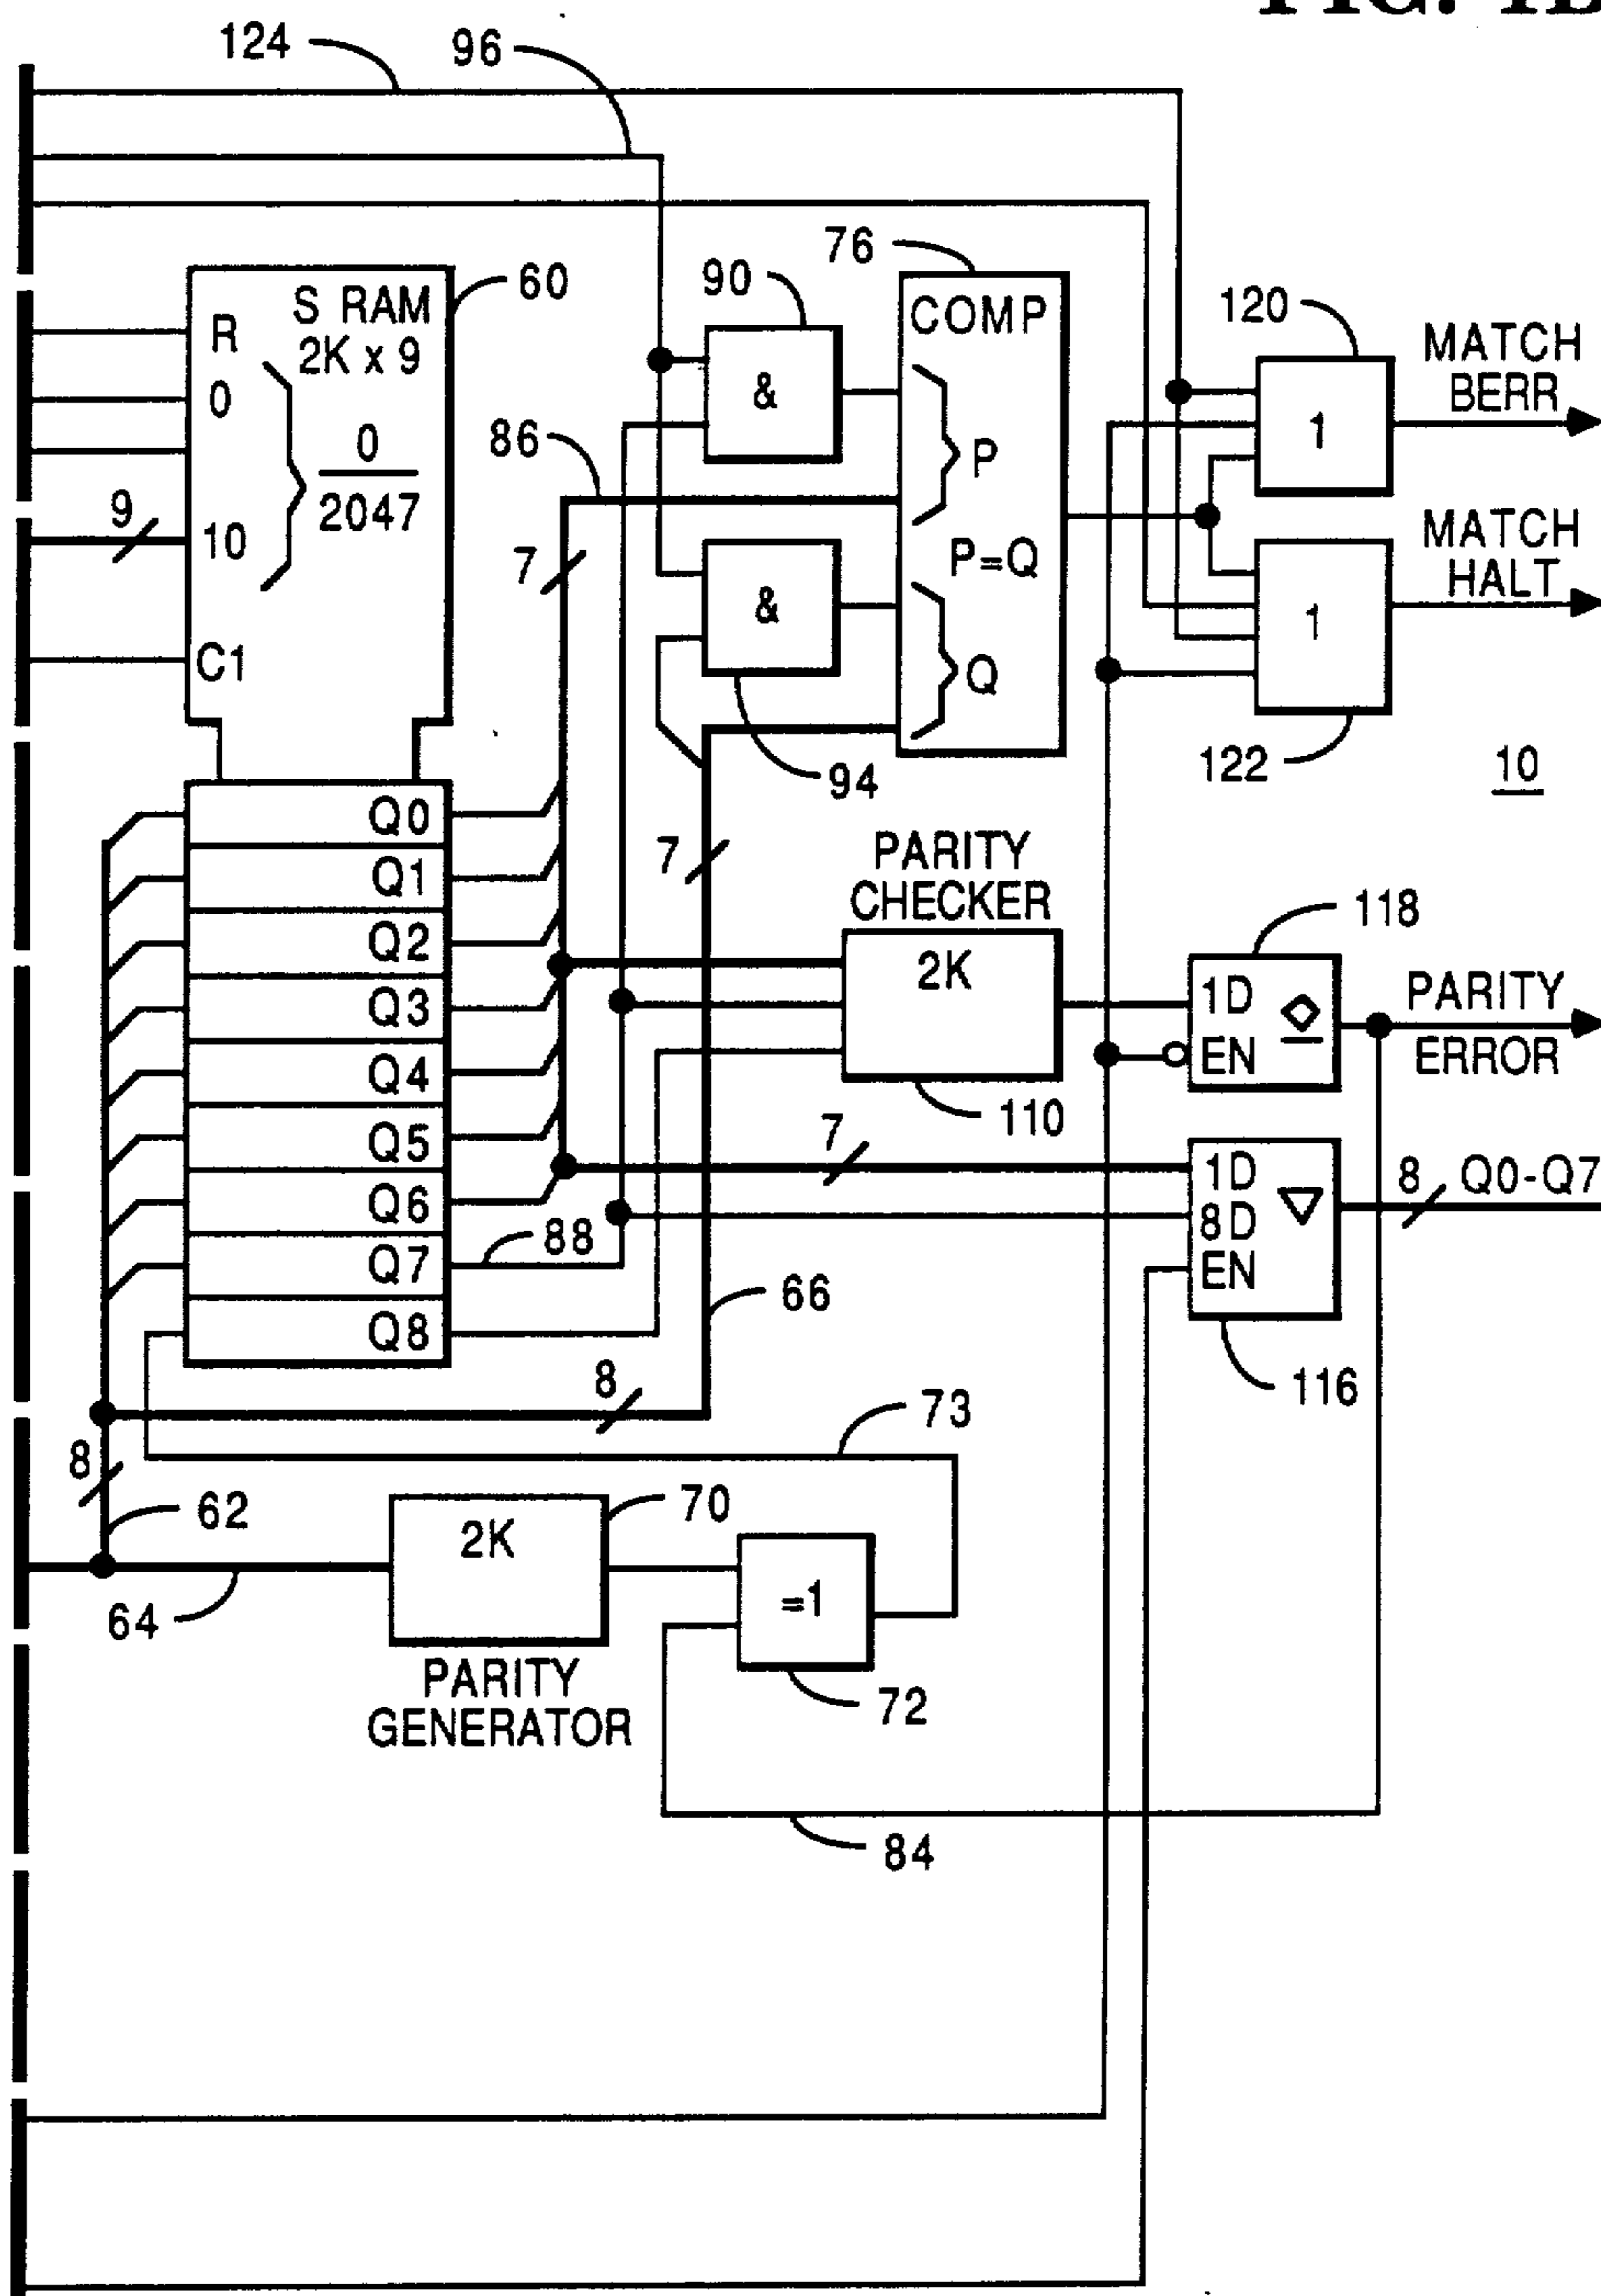 FIG.
124
96
76
60
90
120
S RAM
2K x 9
R
0
0
2047
9
10
C1
COMP
P
P=Q
Q
&
&
86
7
94
1
MATCH
BERR
1
MATCH
HALT
122
10
Q0
Q1
Q2
Q3
Q4
Q5
Q6
Q7
Q8
7
PARITY
CHECKER
2K
110
118
1D
EN
PARITY
ERROR
7
1D
8D
EN
8
Q0-Q7
116
88
66
8
73
8
62
64
2K
70
PARITY
GENERATOR
=1
72
84